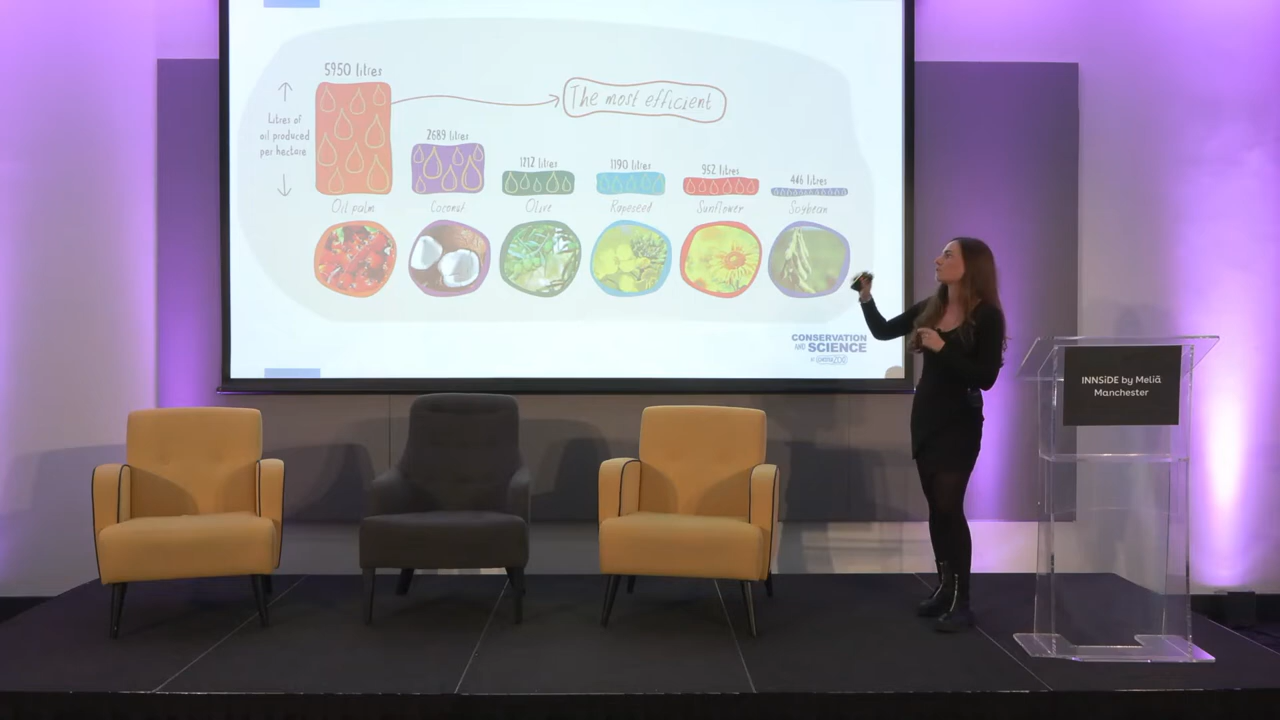 5950 litres
The most efficient
Litres of
oil produced
per hectare
2689 litres
1212 litres
1190 litres
952 litres
446 litres
Oil palm
Coconut
Olive
Rapeseed
Sunflower
Soybean
CONSERVATION
AND SCIENCE
INNSiDE by Meliã
Manchester